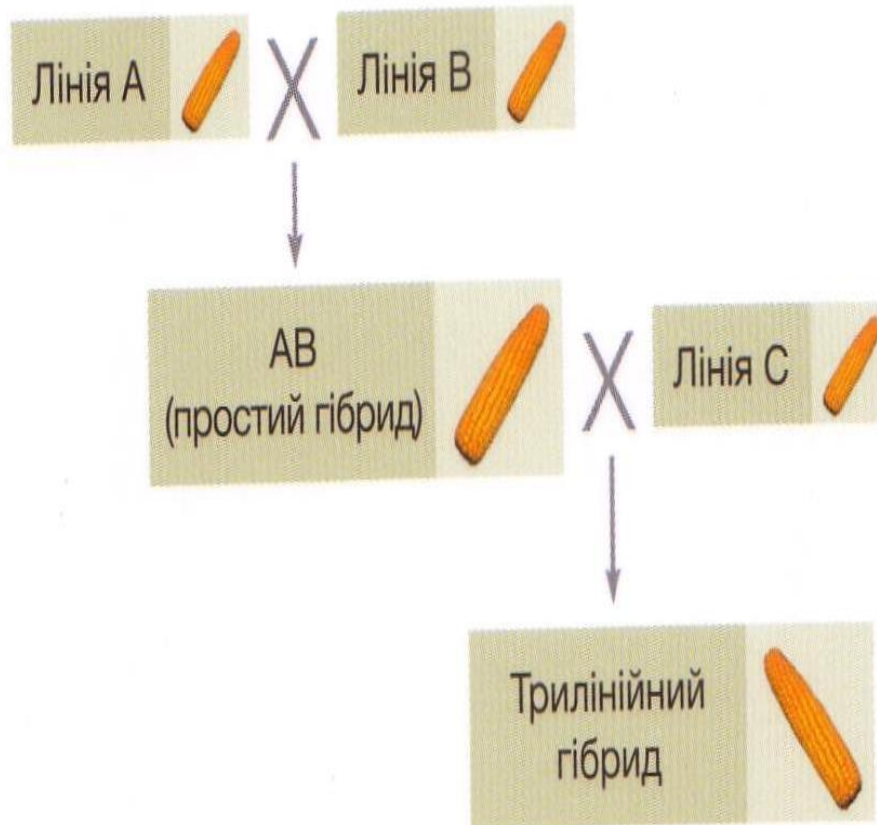 Лінія А
Лінія В
АВ
(простий гібрид)
Лінія С
Трилінійний
гібрид